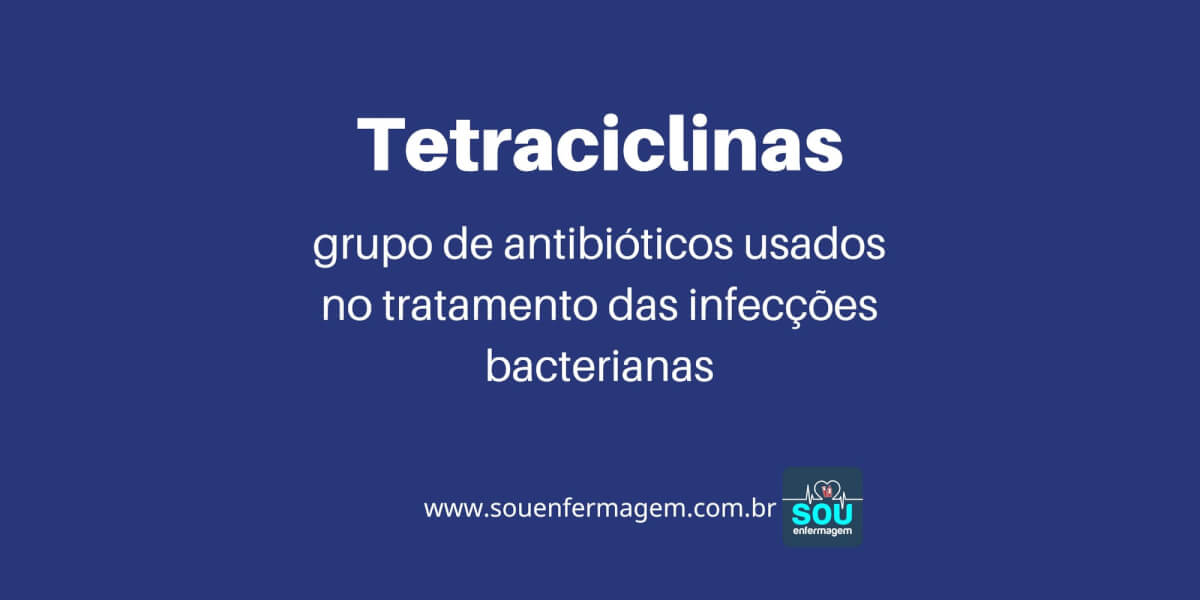 Tetraciclinas
grupo de antibióticos usados
no tratamento das infecções
bacterianas
www.souenfermagem.com.br
SOU
enfermagem